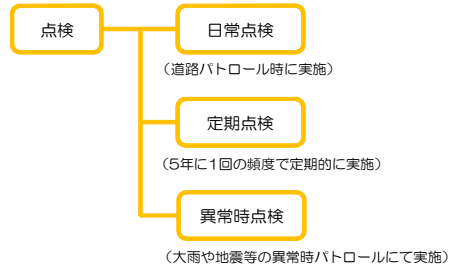 点検
日常点検
（道路パトロール時に実施）
定期点検
（5年に1回の頻度で定期的に実施）
異常時点検
（大雨や地震等の異常時パトロールにて実施）